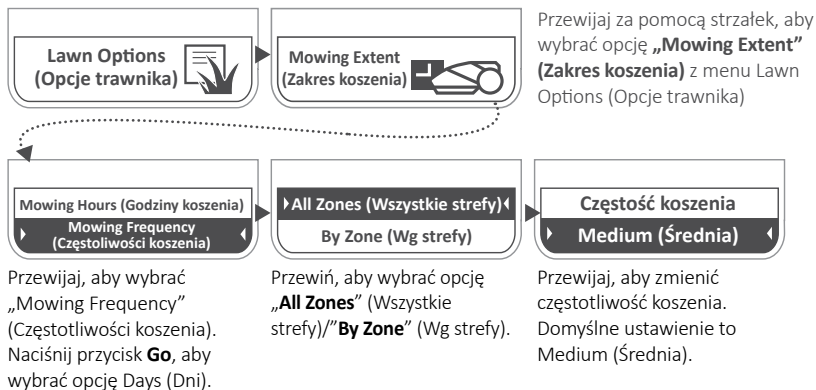 Lawn Options
(Opcje trawnika)
Mowing Extent
(Zakres koszenia)
Przewijaj za pomocą strzałek, aby
wybrać opcję „Mowing Extent”
(Zakres koszenia) z menu Lawn
Options (Opcje trawnika)
Mowing Hours (Godziny koszenia)
Mowing Frequency
(Częstoliwości koszenia)
Przewijaj, aby wybrać
„Mowing Frequency”
(Częstotliwości koszenia).
Naciśnij przycisk Go, aby
wybrać opcję Days (Dni).
All Zones (Wszystkie strefy)
By Zone (Wg strefy)
Przewiń, aby wybrać opcję
„All Zones” (Wszystkie
strefy)/”By Zone” (Wg strefy).
Częstość koszenia
Medium (Średnia)
Przewijaj, aby zmienić
częstotliwość koszenia.
Domyślne ustawienie to
Medium (Średnia).